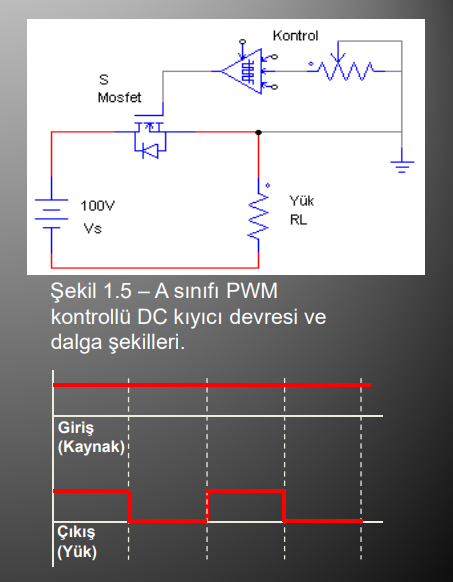 Kontrol
S
Mosfet
100V
Vs
Yük
RL
Şekil 1.5 – A sınıfı PWM
kontrollü DC kıyıcı devresi ve
dalga şekilleri.
Giriş
(Kaynak)
Çıkış
(Yük)